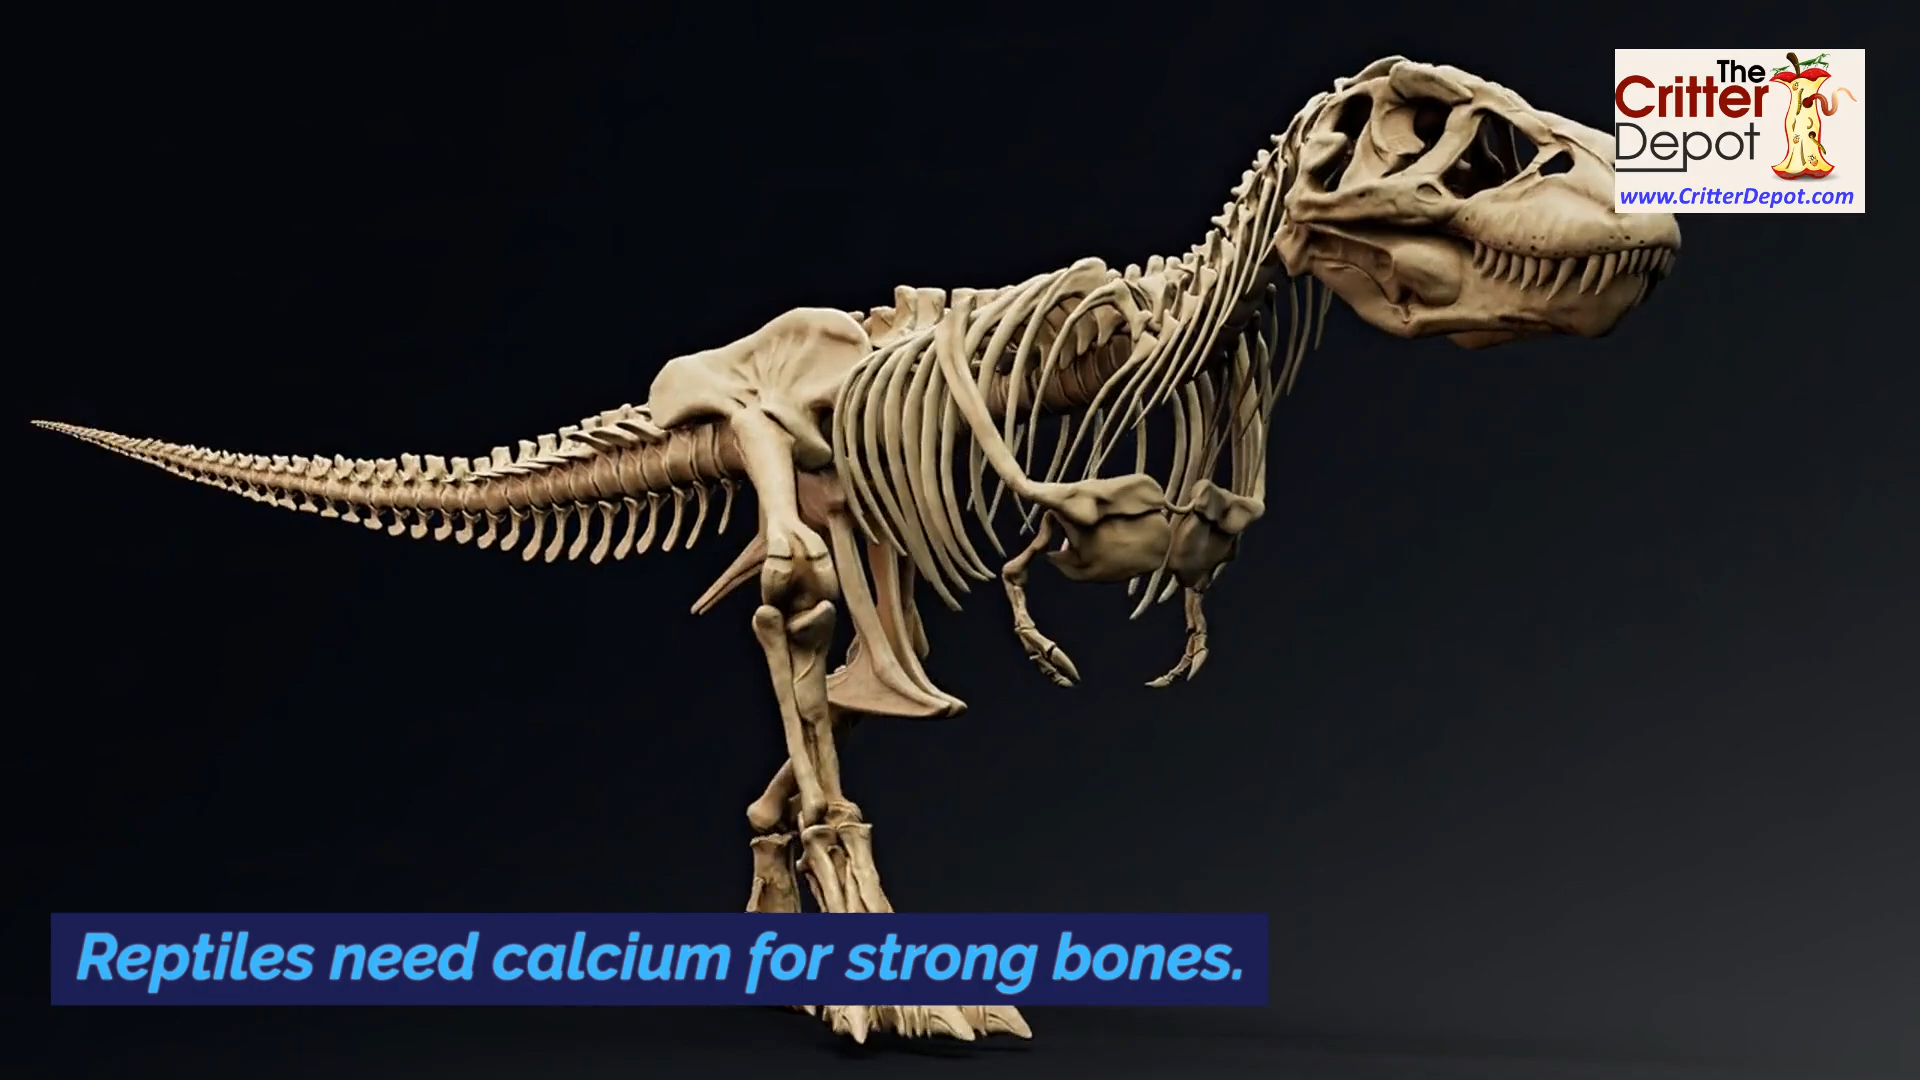 The
Critter
Depot
www.CritterDepot.com
Reptiles need calcium for strong bones.